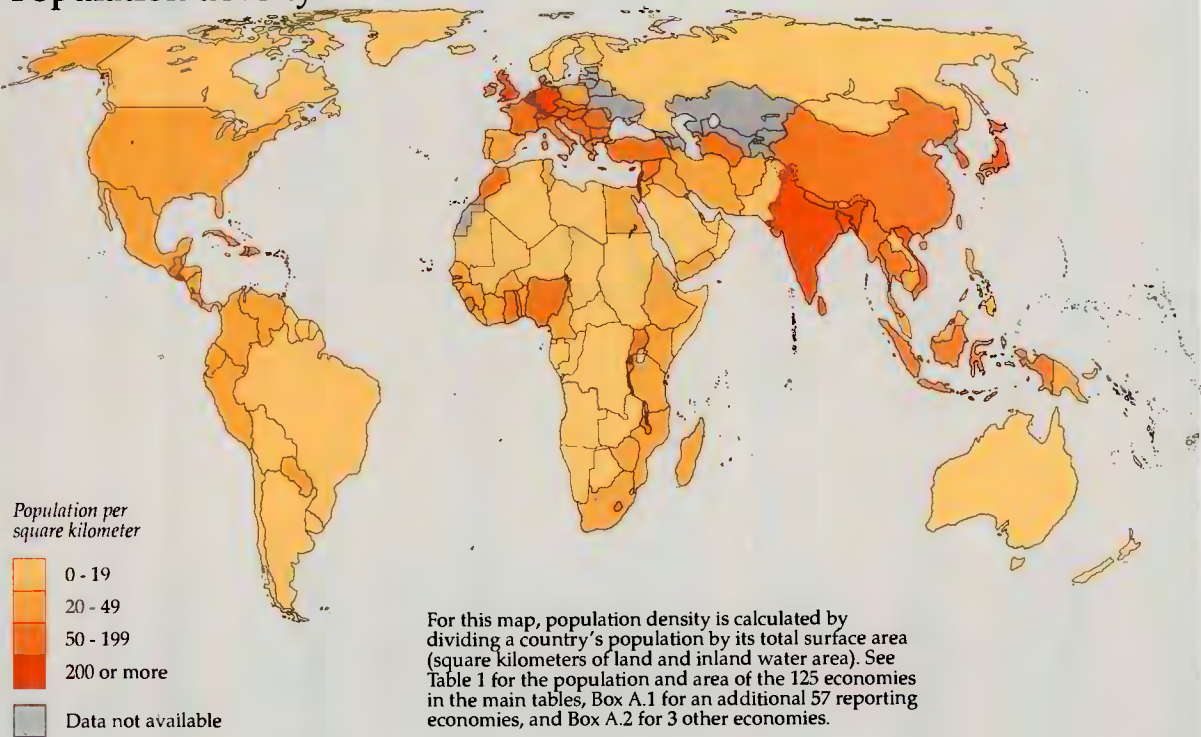 Population per
square kilometer
0 - 19
20 - 49
50 - 199
200 or more
Data not available
For this map, population density is calculated by
dividing a country's population by its total surface area
(square kilometers of land and inland water area). See
Table 1 for the population and area of the 125 economies
in the main tables, Box A.1 for an additional 57 reporting
economies, and Box A.2 for 3 other economies.